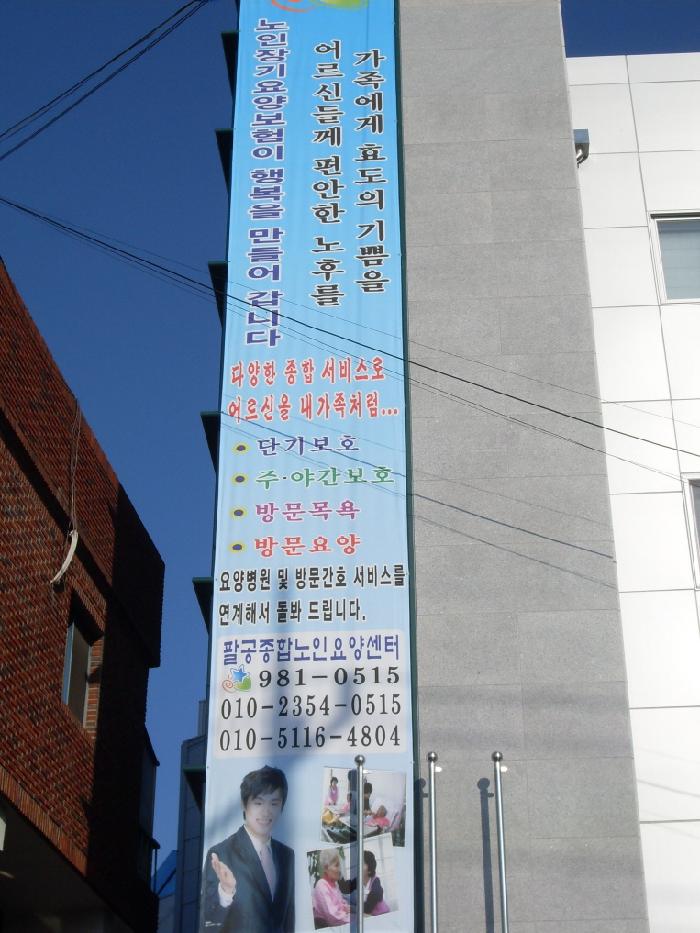 가족에게 효도의 기쁨을
어르신들께 편안한 노후를
노인장기요양보험이 행복을 만들어 갑니다
다양한 종합 서비스로
어르신을 내가족처럼...
단기보호
주·야간보호
방문목욕
방문요양
요양병원 및 방문간호 서비스를
연계해서 돌봐 드립니다.
팔공종합노인요양센터
981-0515
010-2354-0515
010-5116-4804